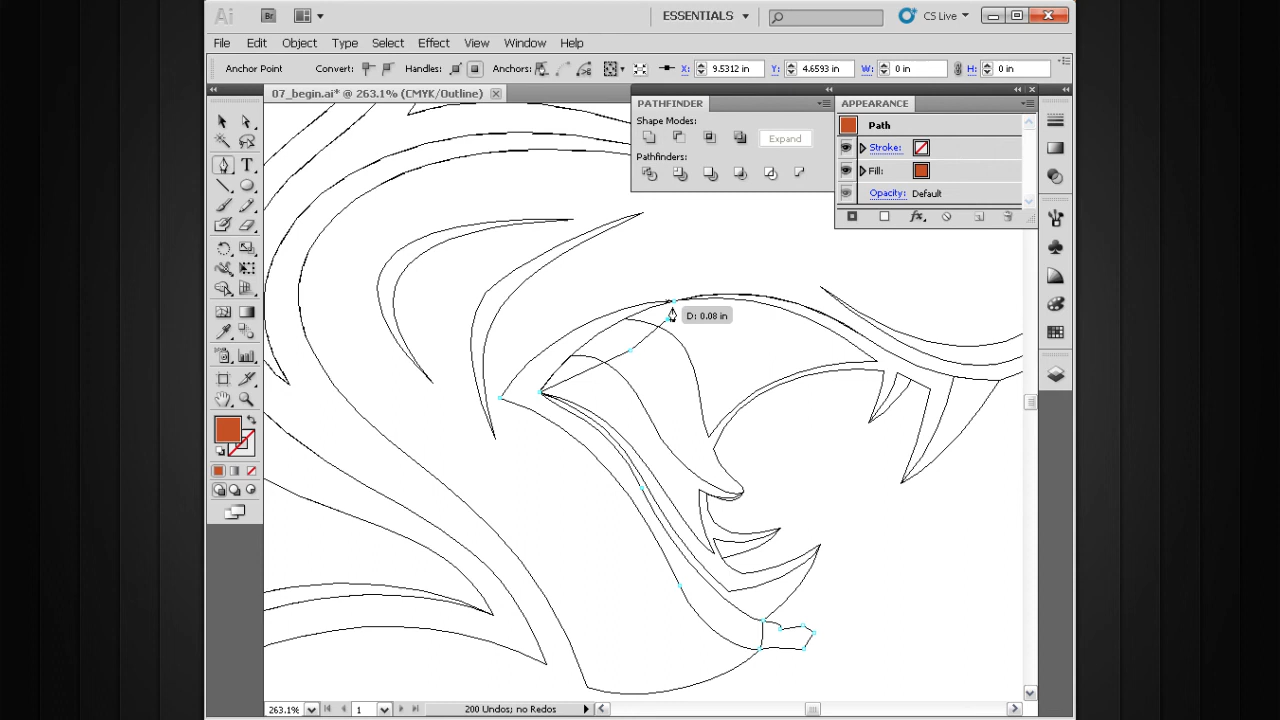 Ai Br ESSENTIALS CS Live
File Edit Object Type Select Effect View Window Help
Anchor Point Convert: Handles: Anchors: X: 9.5312 in Y: 4.6593 in W: 0 in H: 0 in
07_begin.ai* @ 263.1% (CMYK/Outline)
PATHFINDER
Shape Modes:
Expand
Pathfinders:
APPEARANCE
Path
Stroke:
Fill:
Opacity: Default
fx
T
D: 0.08 in
263.1% 1 200 Undos; no Redos